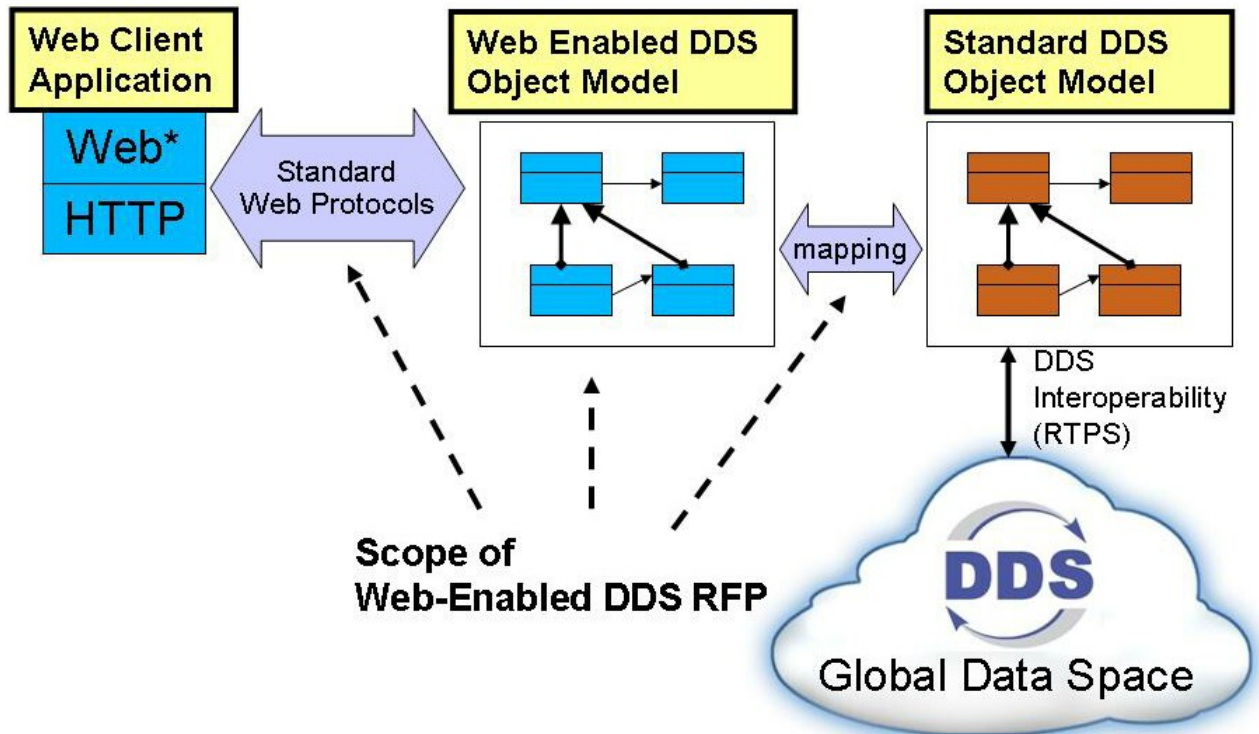 Web Client
Application
Web*
HTTP
Standard
Web Protocols
Web Enabled DDS
Object Model
mapping
Standard DDS
Object Model
DDS
Interoperability
(RTPS)
Scope of
Web-Enabled DDS RFP
DDS
Global Data Space